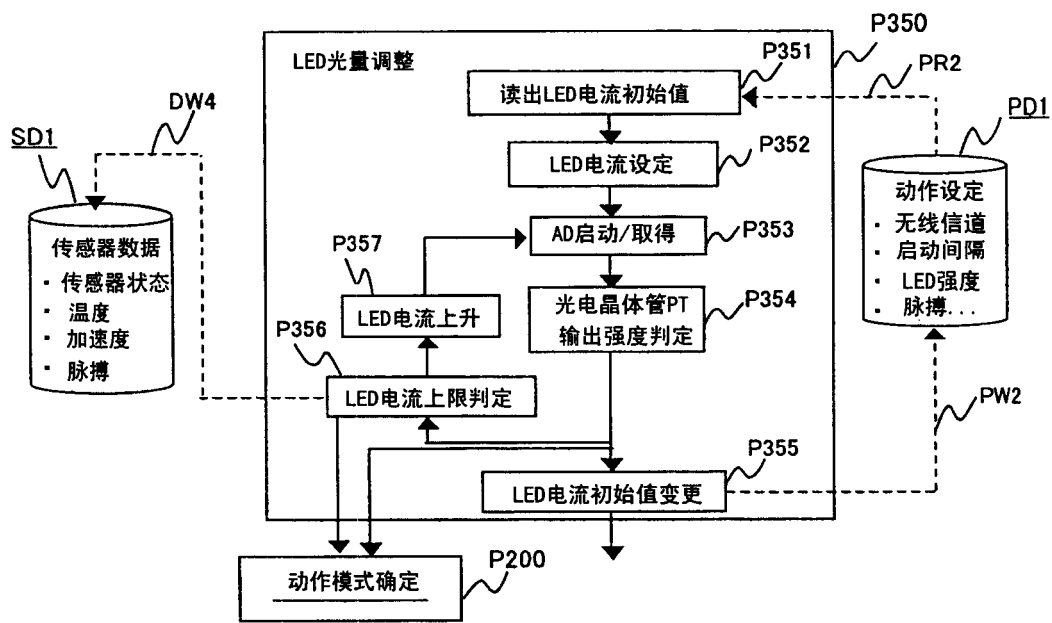 P350
LED光量调整
P351
PR2
读出LED电流初始值
DW4
SD1
PD1
P352
LED电流设定
动作设定
· 无线信道
· 启动间隔
LED强度
· 脉搏...
P353
AD启动/取得
传感器数据
· 传感器状态
· 温度
· 加速度
· 脉搏
P357
LED电流上升
P354
光电晶体管PT
输出强度判定
P356
LED电流上限判定
PW2
P355
LED电流初始值变更
P200
动作模式确定